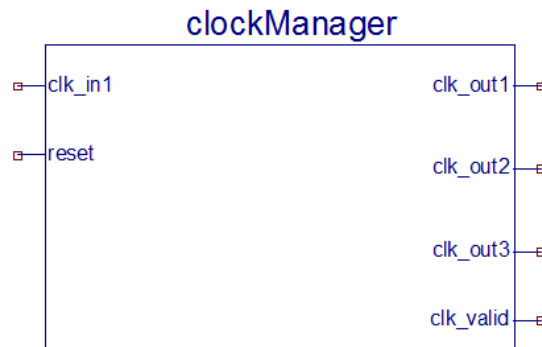 clockManager
clk_in1
clk_out1
reset
clk_out2
clk_out3
clk_valid